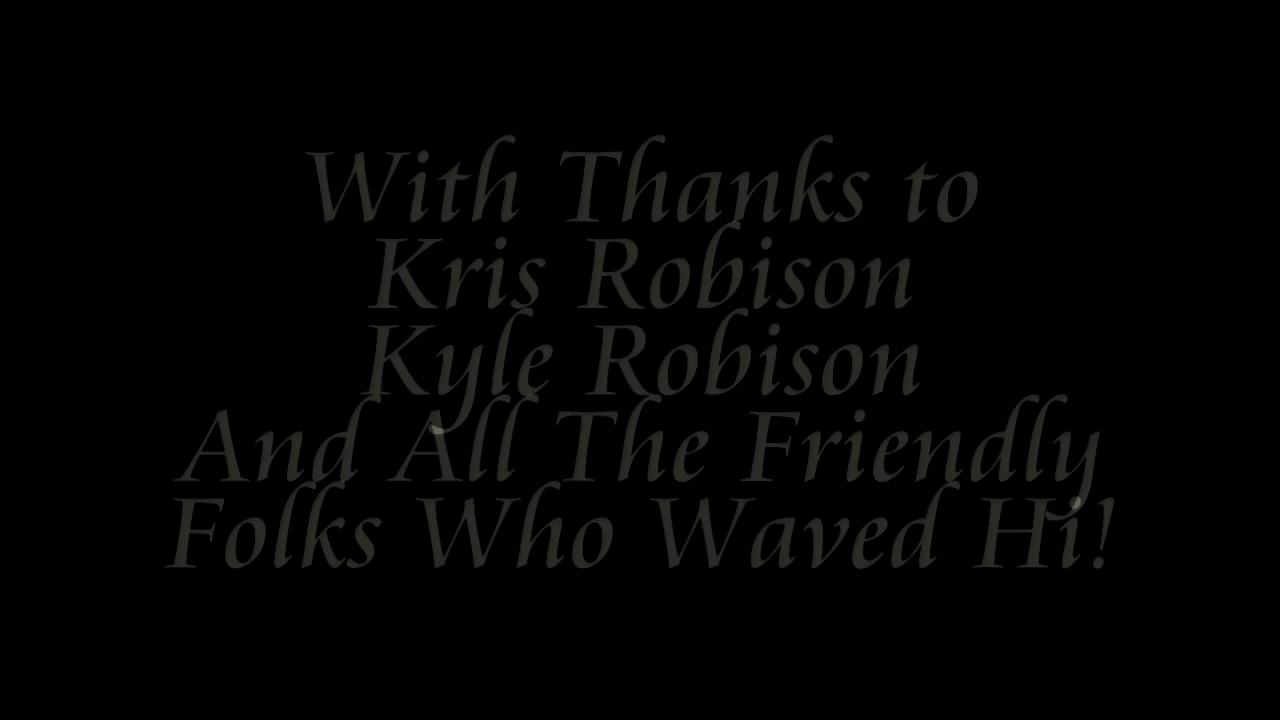 With Thanks to
Kris Robison
Kyle Robison
And All The Friendly
Folks Who Waved Hi!